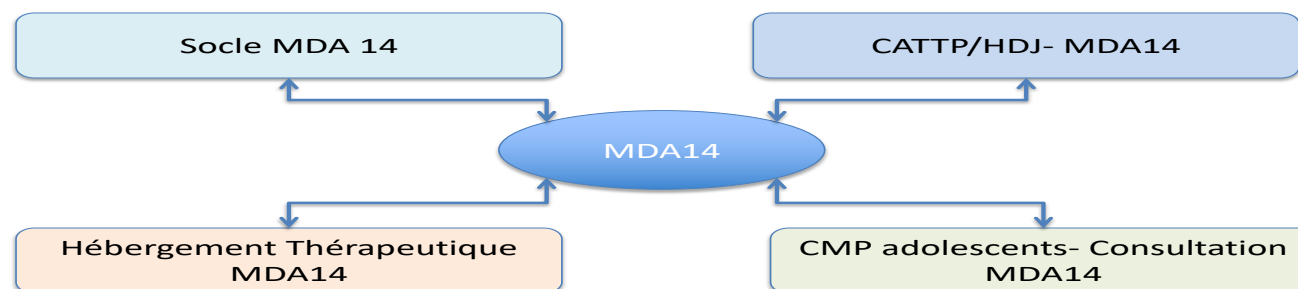 Socle MDA 14
CATTP/HDJ- MDA14
MDA14
Hébergement Thérapeutique
MDA14
CMP adolescents- Consultation
MDA14